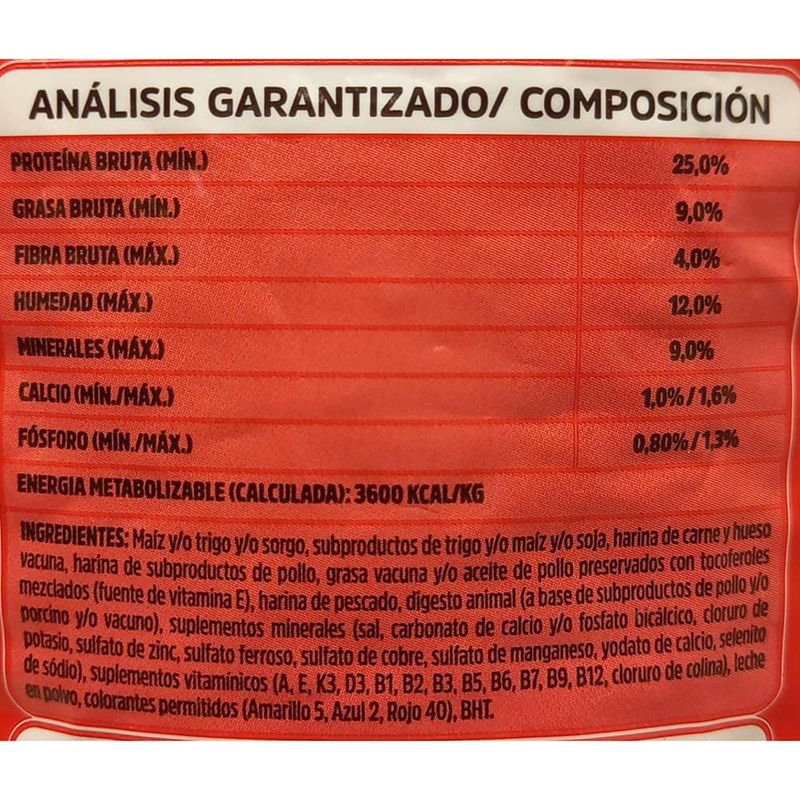 ANÁLISIS GARANTIZADO/ COMPOSICIÓN
PROTEÍNA BRUTA (MÍN.) 25,0%
GRASA BRUTA (MÍN.) 9,0%
FIBRA BRUTA (MÁX.) 4,0%
HUMEDAD (MÁX.) 12,0%
MINERALES (MÁX.) 9,0%
CALCIO (MÍN./MÁX.) 1,0% / 1,6%
FÓSFORO (MÍN./MÁX.) 0,80% / 1,3%
ENERGIA METABOLIZABLE (CALCULADA): 3600 KCAL/KG
INGREDIENTES: Maíz y/o trigo y/o sorgo, subproductos de trigo y/o maíz y/o soja, harina de carne y hueso
vacuna, harina de subproductos de pollo, grasa vacuna y/o aceite de pollo preservados con tocoferoles
mezclados (fuente de vitamina E), harina de pescado, digesto animal (a base de subproductos de pollo y/o
porcino y/o vacuno), suplementos minerales (sal, carbonato de calcio y/o fosfato bicálcico, cloruro de
potasio, sulfato de zinc, sulfato ferroso, sulfato de cobre, sulfato de manganeso, yodato de calcio, selenito
de sódio), suplementos vitamínicos (A, E, K3, D3, B1, B2, B3, B5, B6, B7, B9, B12, cloruro de colina), leche
en polvo, colorantes permitidos (Amarillo 5, Azul 2, Rojo 40), BHT.